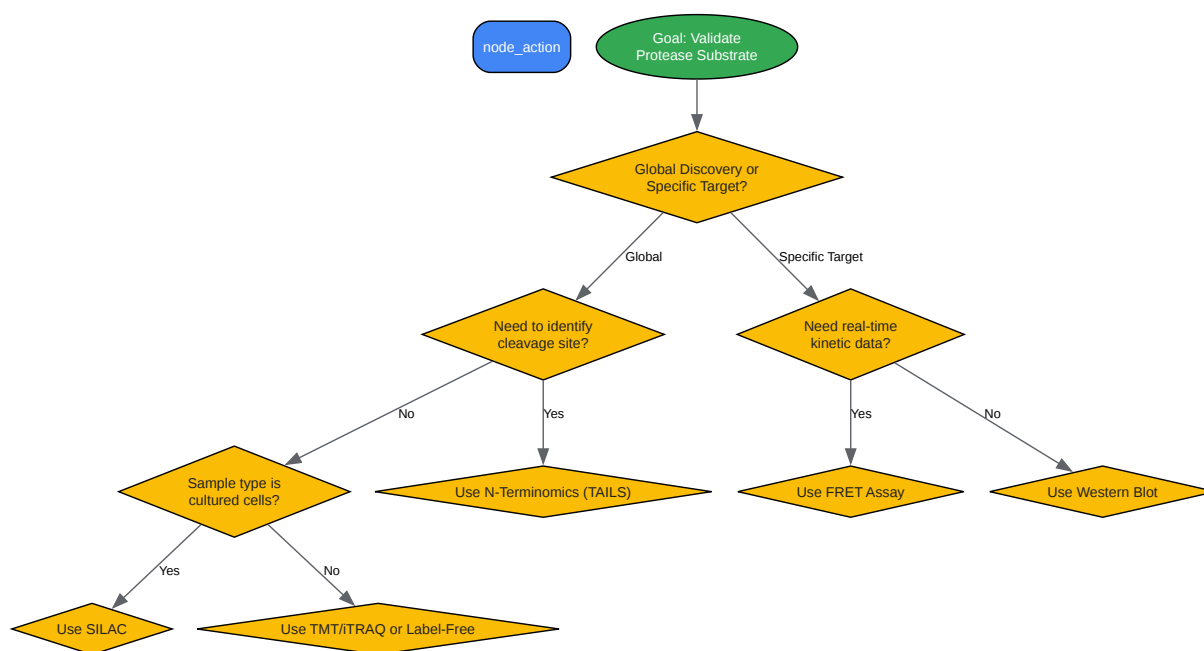 node_action
Goal: Validate
Protease Substrate
Global Discovery or
Specific Target?
Global
Specific Target
Need to identify
cleavage site?
Need real-time
kinetic data?
No
Yes
Yes
No
Sample type is
cultured cells?
Use N-Terminomics (TAILS)
Use FRET Assay
Use Western Blot
Yes
No
Use SILAC
Use TMT/iTRAQ or Label-Free